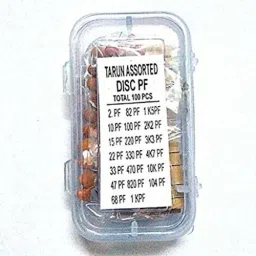 TARUN ASSORTED
DISC PF
TOTAL 100 PCS
2. PF 82 PF 1 K5PF
10 PF 100 PF 2K2 PF
15 PF 220 PF 3K3 PF
22 PF 330 PF 4K7 PF
33 PF 470 PF 10K PF
47 PF 820 PF 104 PF
68 PF 1 KPF